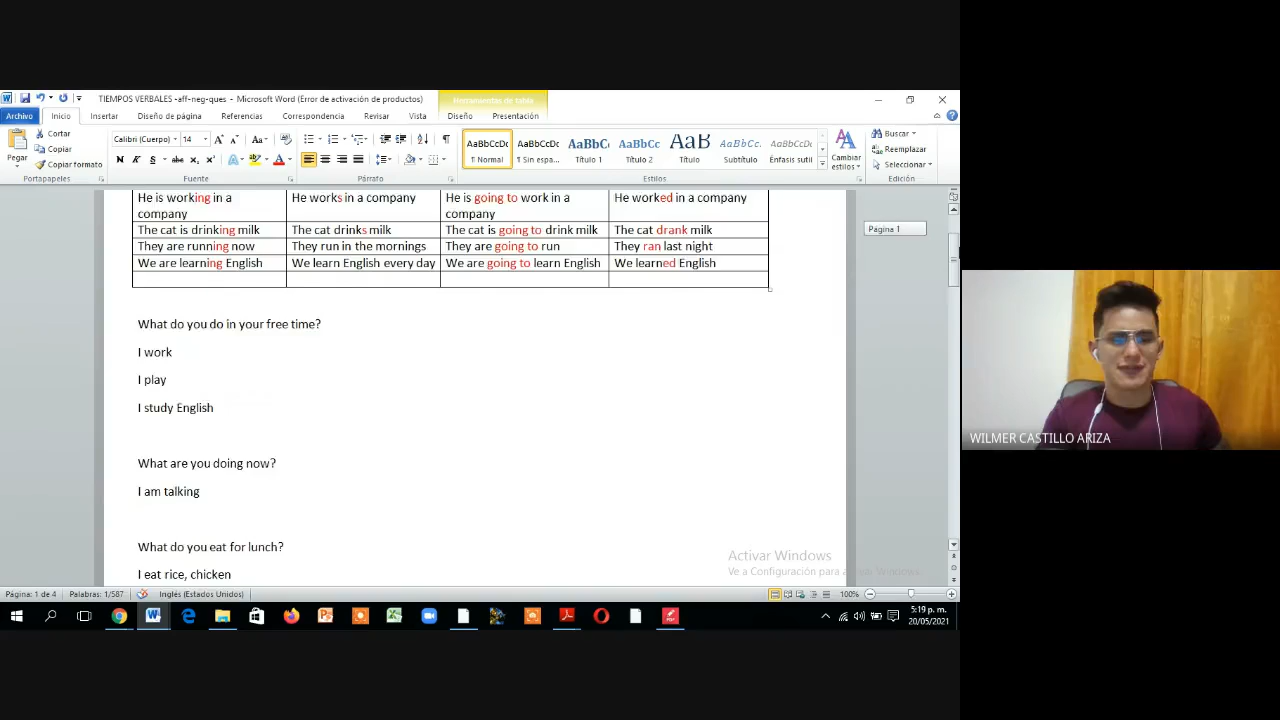 TIEMPOS VERBALES -aff-neg-ques - Microsoft Word (Error de activación de productos)
Herramientas de tabla
Archivo Inicio Insertar Diseño de página Referencias Correspondencia Revisar Vista Diseño Presentación
Pegar
Cortar
Copiar
Copiar formato
Portapapeles
Calibri (Cuerpo) 14
Fuente
Párrafo
AaBbCcDc AaBbCcDc AaBbC AaBbCc AaB AaBbCc. AaBbCcDc
¶ Normal ¶ Sin espa... Título 1 Título 2 Título Subtítulo Énfasis sutil
Cambiar estilos
Estilos
Buscar
Reemplazar
Seleccionar
Edición
He is working in a company He works in a company He is going to work in a company He worked in a company
The cat is drinking milk The cat drinks milk The cat is going to drink milk The cat drank milk
They are running now They run in the mornings They are going to run They ran last night
We are learning English We learn English every day We are going to learn English We learned English
Página 1
What do you do in your free time?
I work
I play
I study English
What are you doing now?
I am talking
What do you eat for lunch?
I eat rice, chicken
Activar Windows
Ve a Configuración para activar Windows.
WILMER CASTILLO ARIZA
Página: 1 de 4 Palabras: 1/587 Inglés (Estados Unidos) 100%
5:19 p. m.
20/05/2021